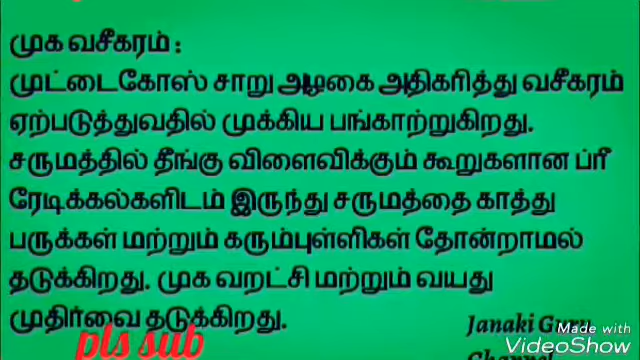 முக வசீகரம் :
முட்டைகோஸ் சாறு அழகை அதிகரித்து வசீகரம்
ஏற்படுத்துவதில் முக்கிய பங்காற்றுகிறது.
சருமத்தில் தீங்கு விளைவிக்கும் கூறுகளான ப்ரீ
ரேடிக்கல்களிடம் இருந்து சருமத்தை காத்து
பருக்கள் மற்றும் கரும்புள்ளிகள் தோன்றாமல்
தடுக்கிறது. முக வறட்சி மற்றும் வயது
முதிர்வை தடுக்கிறது.
pls sub
Janaki Guru
Channel
Made with
VideoShow